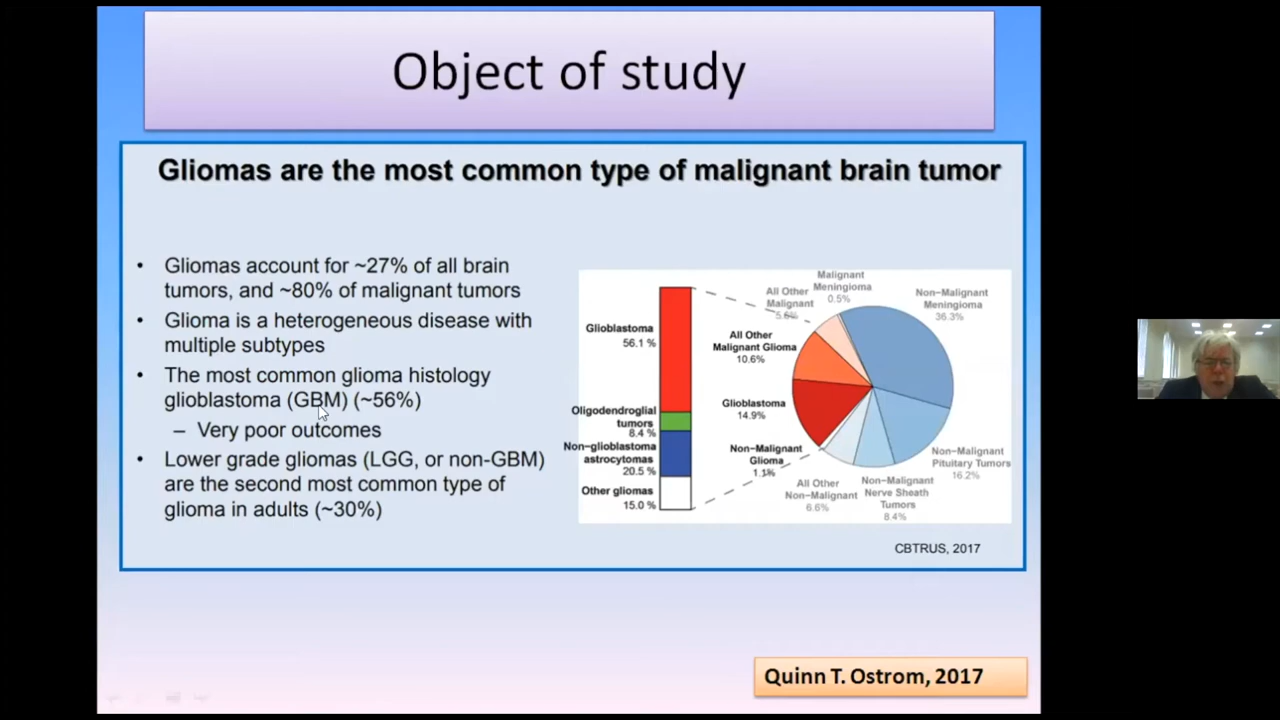 Object of study
Gliomas are the most common type of malignant brain tumor
• Gliomas account for ~27% of all brain
tumors, and ~80% of malignant tumors
• Glioma is a heterogeneous disease with
multiple subtypes
• The most common glioma histology
glioblastoma (GBM) (~56%)
– Very poor outcomes
• Lower grade gliomas (LGG, or non-GBM)
are the second most common type of
glioma in adults (~30%)
Glioblastoma
56.1 %
Oligodendroglial
tumors
8.4 %
Non−glioblastoma
astrocytomas
20.5 %
Other gliomas
15.0 %
Malignant
Meningioma
0.5%
All Other
Malignant
5.6%
All Other
Malignant Glioma
10.6%
Glioblastoma
14.9%
Non−Malignant
Glioma
1.1%
All Other
Non−Malignant
6.6%
Non−Malignant
Nerve Sheath
Tumors
8.4%
Non−Malignant
Pituitary Tumors
16.2%
Non−Malignant
Meningioma
36.3%
CBTRUS, 2017
Quinn T. Ostrom, 2017